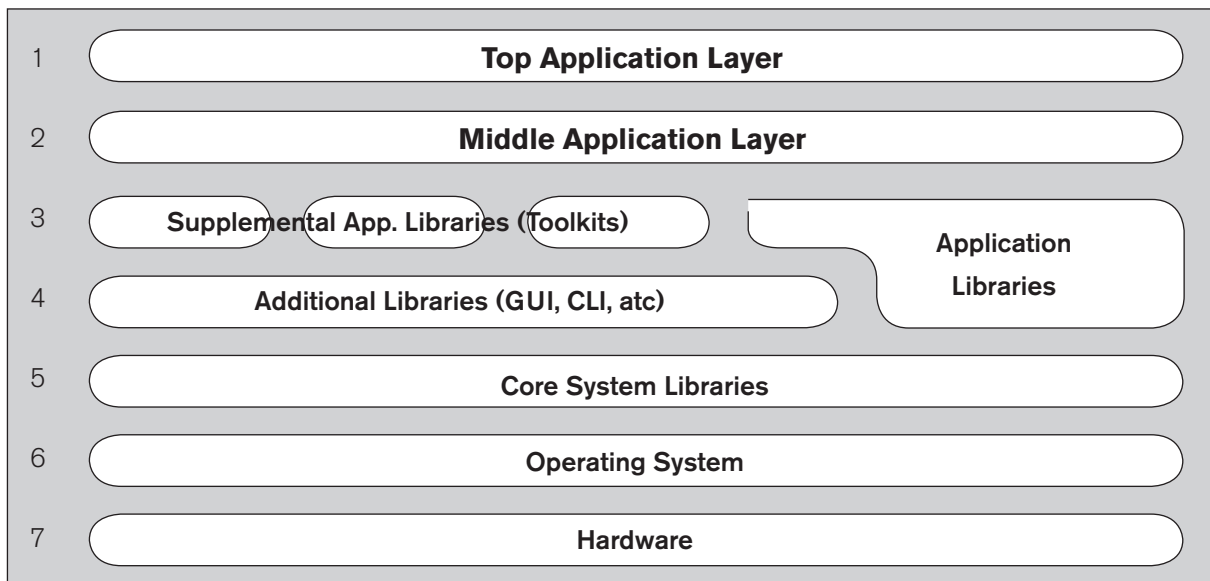 1 Top Application Layer
2 Middle Application Layer
3 Supplemental App. Libraries (Toolkits)
Application
Libraries
4 Additional Libraries (GUI, CLI, atc)
5 Core System Libraries
6 Operating System
7 Hardware